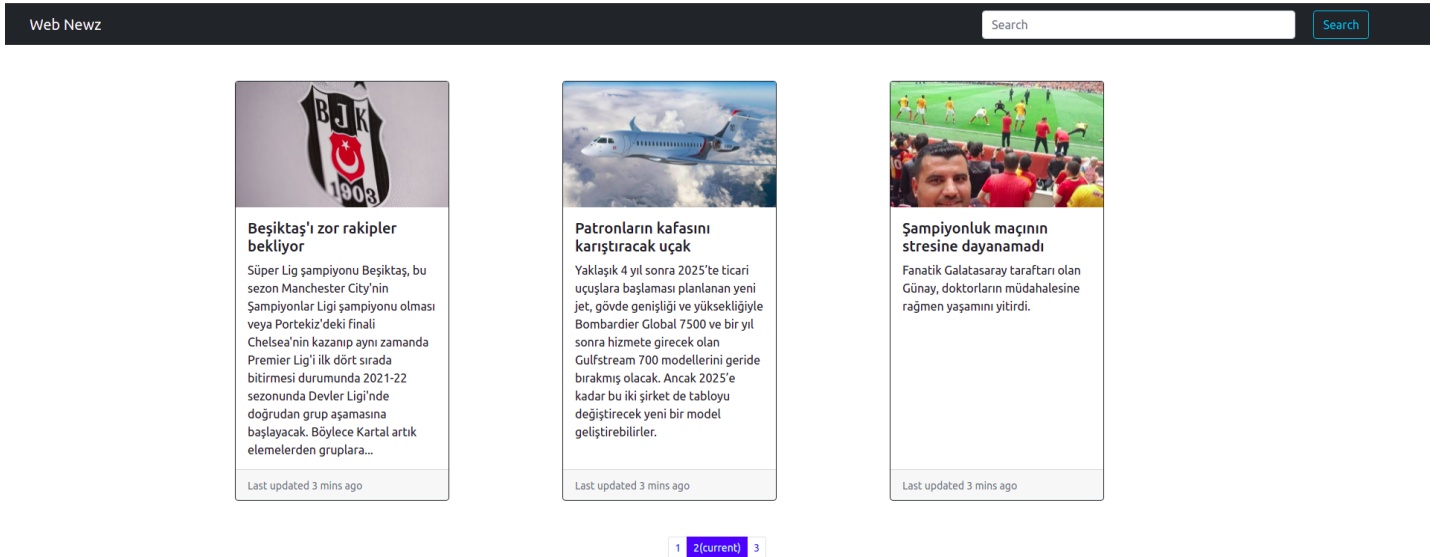 Web Newz
Search
Search
BJK
1903
Beşiktaş'ı zor rakipler
bekliyor
Süper Lig şampiyonu Beşiktaş, bu
sezon Manchester City'nin
Şampiyonlar Ligi şampiyonu olması
veya Portekiz'deki finali
Chelsea'nin kazanıp aynı zamanda
Premier Lig'i ilk dört sırada
bitirmesi durumunda 2021-22
sezonunda Devler Ligi'nde
doğrudan grup aşamasına
başlayacak. Böylece Kartal artık
elemelerden gruplara...
Last updated 3 mins ago
Patronların kafasını
karıştıracak uçak
Yaklaşık 4 yıl sonra 2025’te ticari
uçuşlara başlaması planlanan yeni
jet, gövde genişliği ve yüksekliğiyle
Bombardier Global 7500 ve bir yıl
sonra hizmete girecek olan
Gulfstream 700 modellerini geride
bırakmış olacak. Ancak 2025’e
kadar bu iki şirket de tabloyu
değiştirecek yeni bir model
geliştirebilirler.
Last updated 3 mins ago
Şampiyonluk maçının
stresine dayanamadı
Fanatik Galatasaray taraftarı olan
Günay, doktorların müdahalesine
rağmen yaşamını yitirdi.
Last updated 3 mins ago
1 2(current) 3